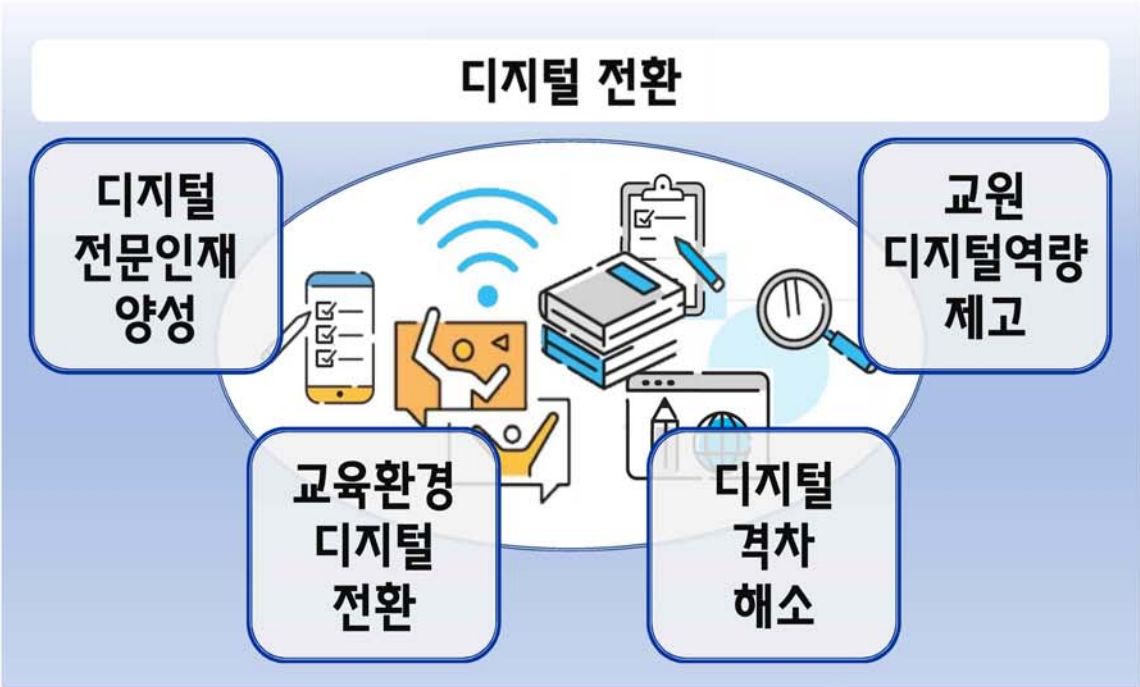 디지털 전환
디지털
전문인재
양성
교원
디지털역량
제고
교육환경
디지털
전환
디지털
격차
해소